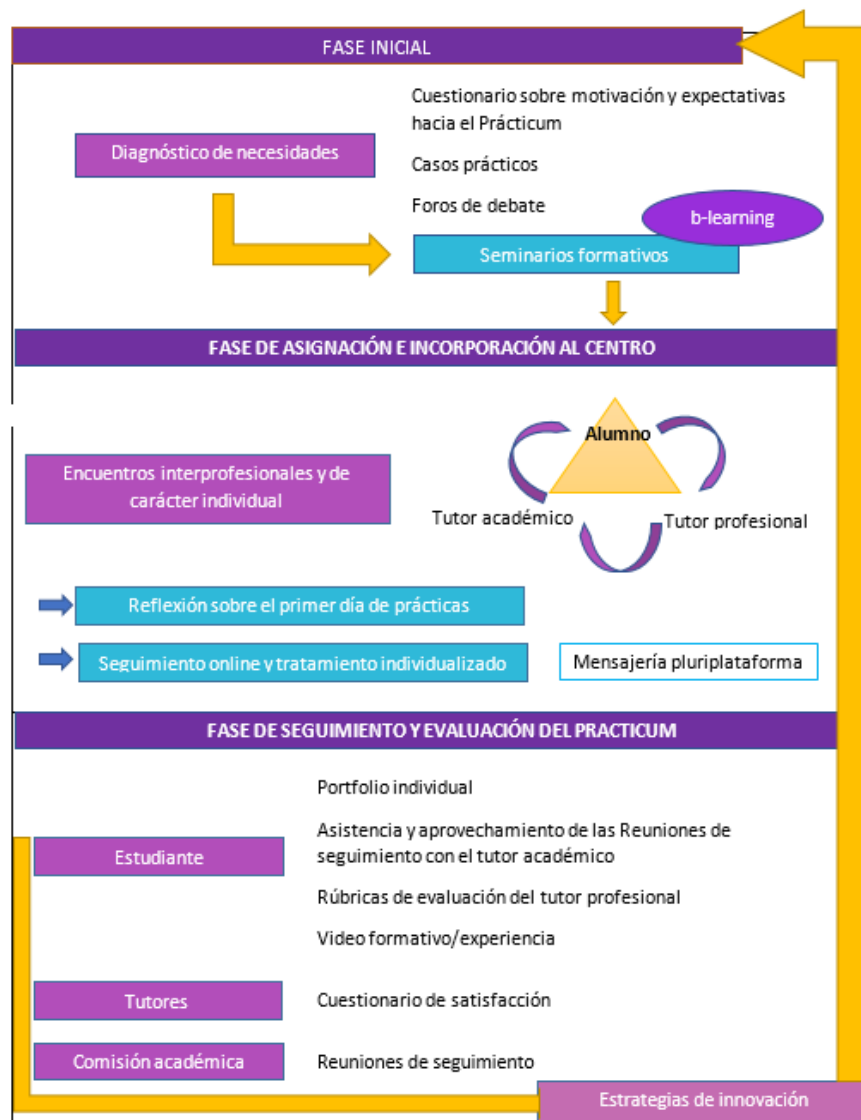 FASE INICIAL
Cuestionario sobre motivación y expectativas
hacia el Prácticum
Diagnóstico de necesidades
Casos prácticos
Foros de debate
b-learning
Seminarios formativos
FASE DE ASIGNACIÓN E INCORPORACIÓN AL CENTRO
Alumno
Encuentros interprofesionales y de
carácter individual
Tutor académico
Tutor profesional
Reflexión sobre el primer día de prácticas
Seguimiento online y tratamiento individualizado
Mensajería pluriplataforma
FASE DE SEGUIMIENTO Y EVALUACIÓN DEL PRACTICUM
Portfolio individual
Estudiante
Asistencia y aprovechamiento de las Reuniones de
seguimiento con el tutor académico
Rúbricas de evaluación del tutor profesional
Video formativo/experiencia
Tutores
Cuestionario de satisfacción
Comisión académica
Reuniones de seguimiento
Estrategias de innovación